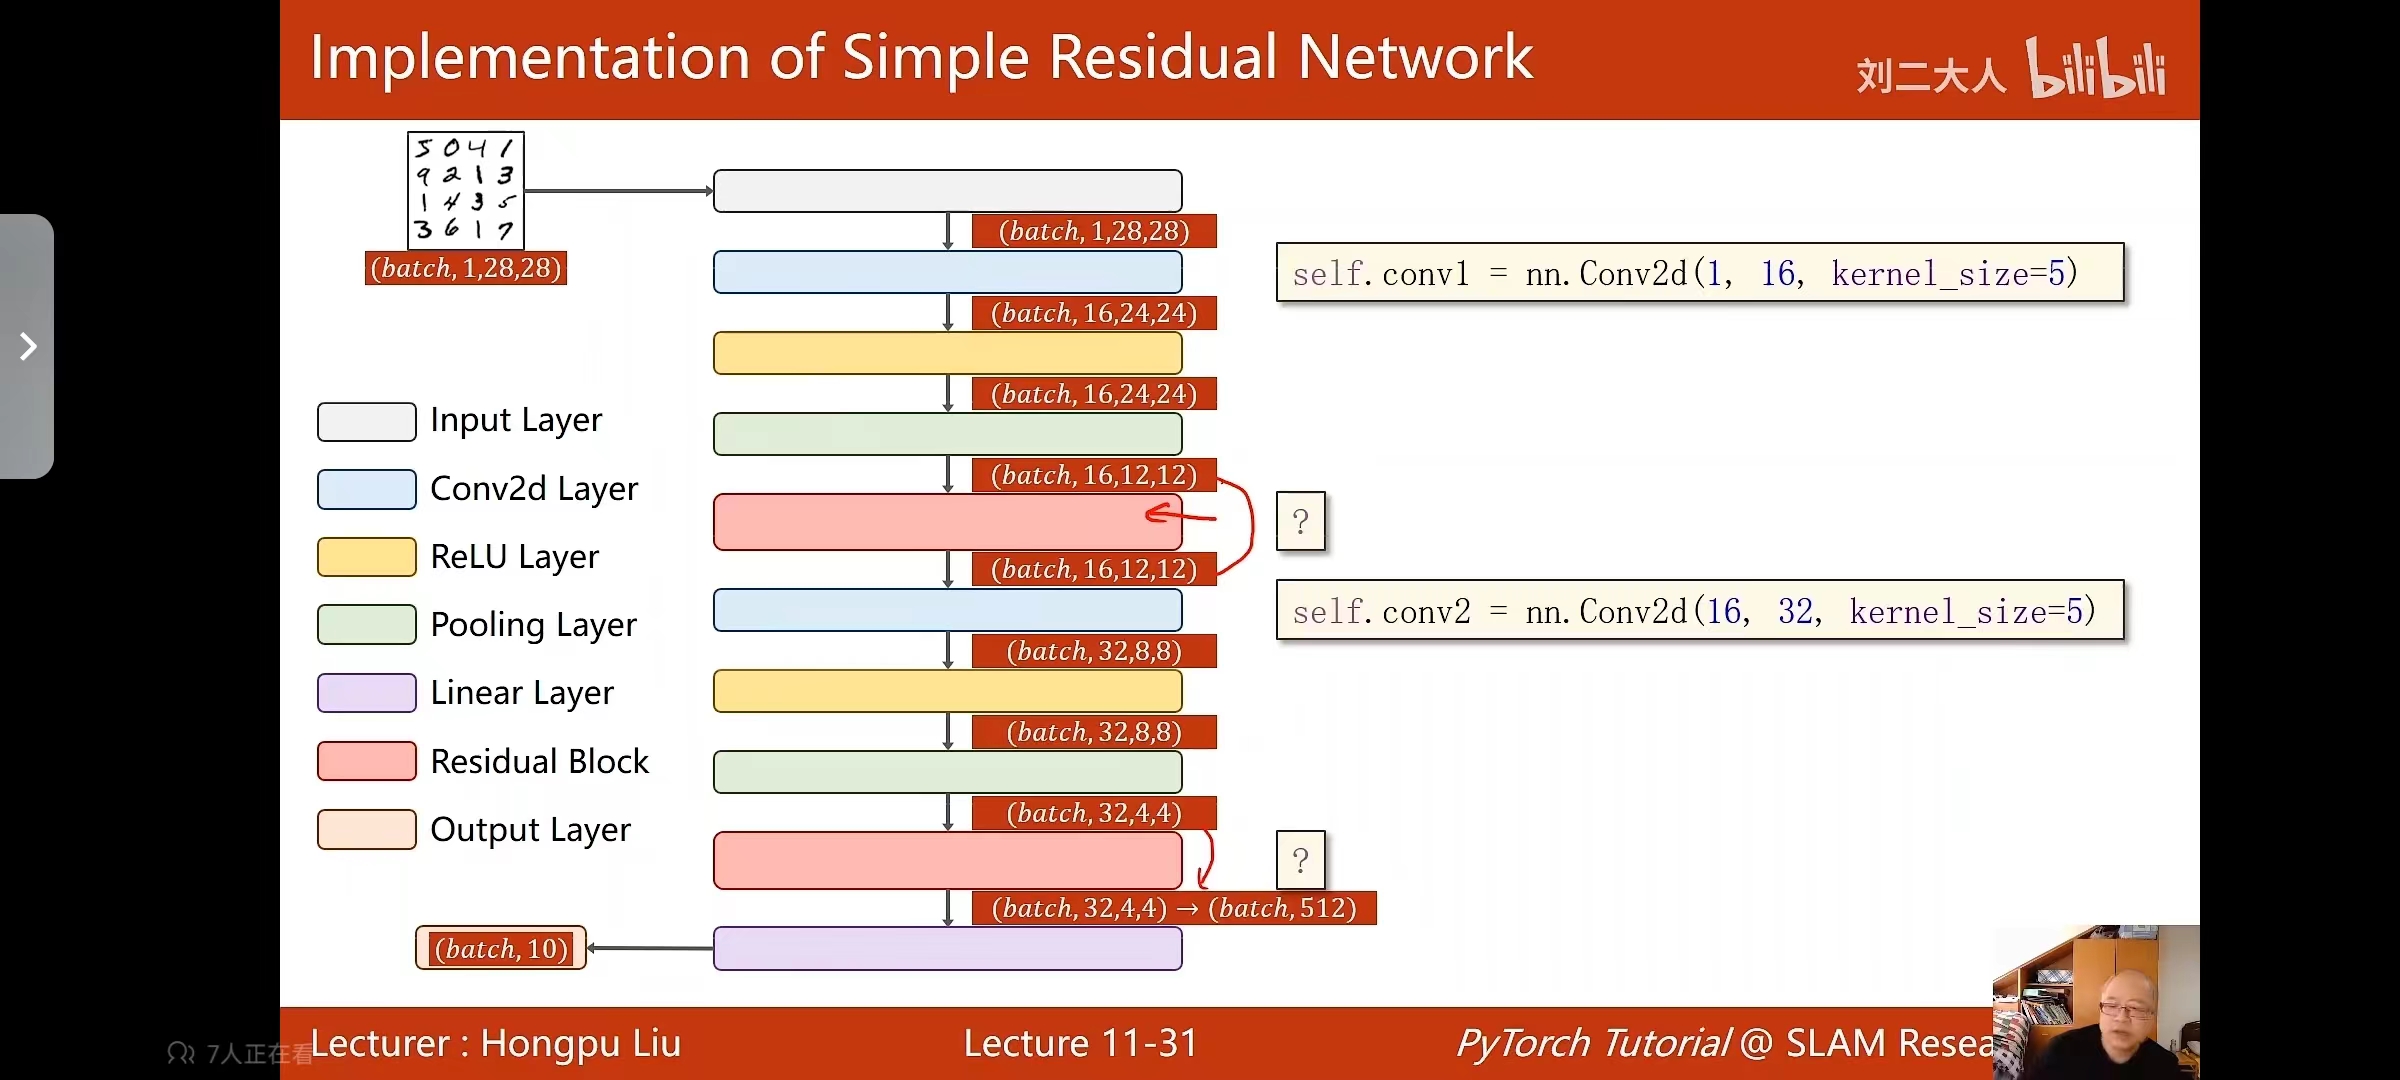 Implementation of Simple Residual Network
刘二大人 bilibili
5 0 4 1
9 2 1 3
1 4 3 5
3 6 1 7
(batch, 1,28,28)
(batch, 1,28,28)
self.conv1 = nn.Conv2d(1, 16, kernel_size=5)
(batch, 16,24,24)
(batch, 16,24,24)
(batch, 16,12,12)
?
(batch, 16,12,12)
self.conv2 = nn.Conv2d(16, 32, kernel_size=5)
(batch, 32,8,8)
(batch, 32,8,8)
(batch, 32,4,4)
?
(batch, 32,4,4) → (batch, 512)
(batch, 10)
Input Layer
Conv2d Layer
ReLU Layer
Pooling Layer
Linear Layer
Residual Block
Output Layer
7人正在看
Lecturer : Hongpu Liu
Lecture 11-31
PyTorch Tutorial @ SLAM Resea